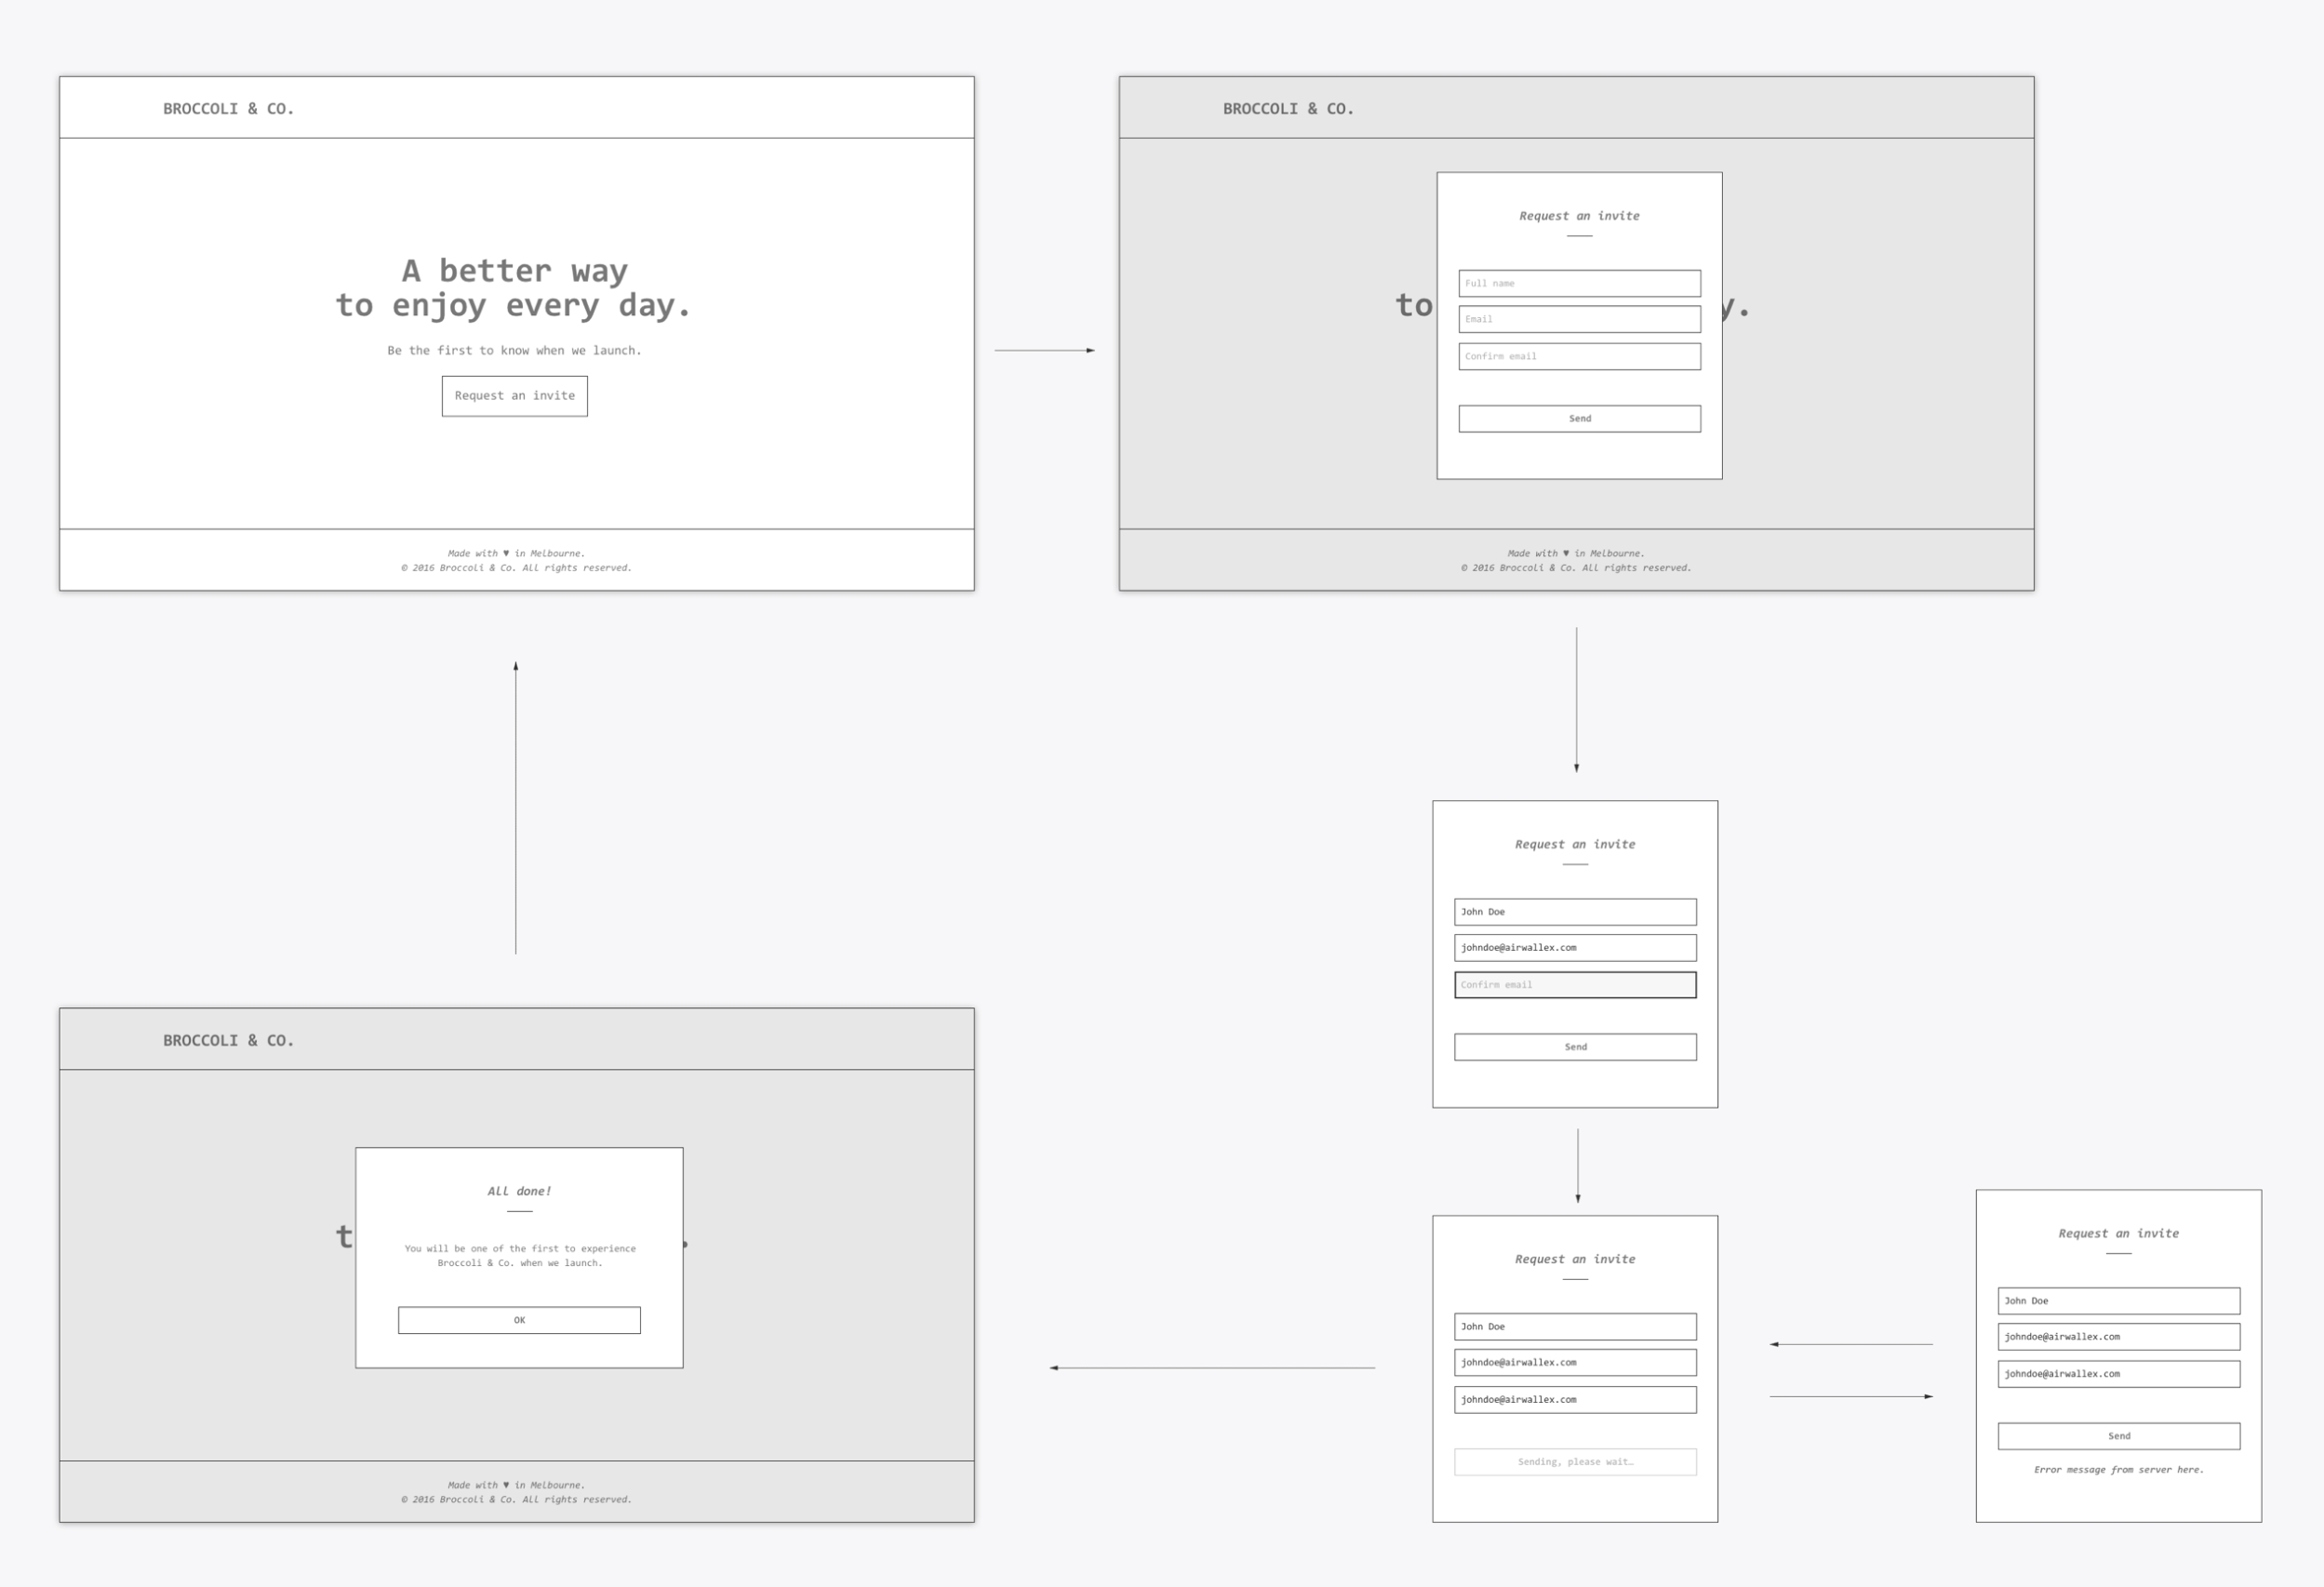 BROCCOLI & CO.
A better way
to enjoy every day.
Be the first to know when we launch.
Request an invite
Made with ♥ in Melbourne.
© 2016 Broccoli & Co. All rights reserved.
BROCCOLI & CO.
Request an invite
Full name
to
y.
Email
Confirm email
Send
Made with ♥ in Melbourne.
© 2016 Broccoli & Co. All rights reserved.
Request an invite
John Doe
johndoe@airwallex.com
Confirm email
Send
Request an invite
John Doe
johndoe@airwallex.com
johndoe@airwallex.com
Sending, please wait…
Request an invite
John Doe
johndoe@airwallex.com
johndoe@airwallex.com
Send
Error message from server here.
BROCCOLI & CO.
All done!
t
.
You will be one of the first to experience
Broccoli & Co. when we launch.
OK
Made with ♥ in Melbourne.
© 2016 Broccoli & Co. All rights reserved.